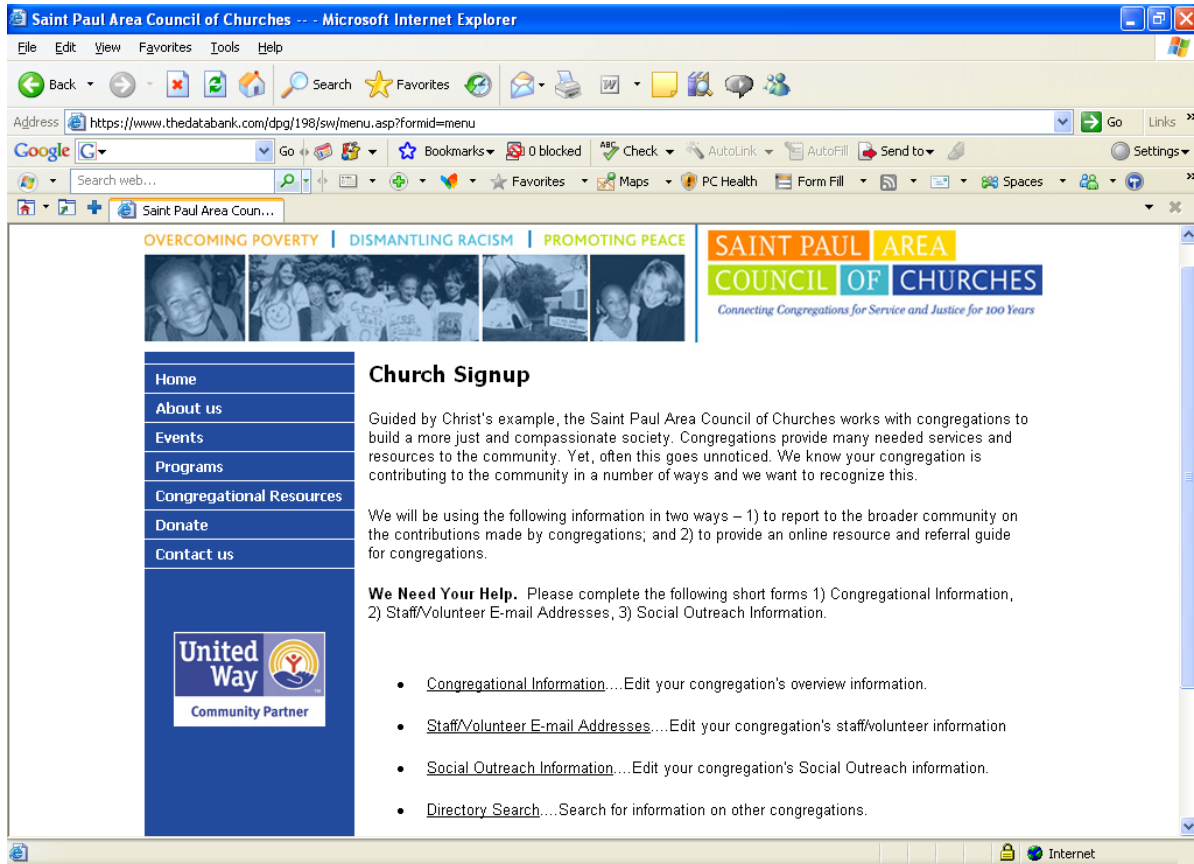 Saint Paul Area Council of Churches -- - Microsoft Internet Explorer
File Edit View Favorites Tools Help
Back Search Favorites
Address https://www.thedatabank.com/dpg/198/sw/menu.asp?formid=menu Go Links »
Google G Go Bookmarks 0 blocked ABC Check AutoLink AutoFill Send to Settings
Search web... Favorites Maps PC Health Form Fill Spaces »
Saint Paul Area Coun...
OVERCOMING POVERTY | DISMANTLING RACISM | PROMOTING PEACE
SAINT PAUL AREA
COUNCIL OF CHURCHES
Connecting Congregations for Service and Justice for 100 Years
Home
About us
Events
Programs
Congregational Resources
Donate
Contact us
United
Way
Community Partner
Church Signup
Guided by Christ's example, the Saint Paul Area Council of Churches works with congregations to
build a more just and compassionate society. Congregations provide many needed services and
resources to the community. Yet, often this goes unnoticed. We know your congregation is
contributing to the community in a number of ways and we want to recognize this.
We will be using the following information in two ways – 1) to report to the broader community on
the contributions made by congregations; and 2) to provide an online resource and referral guide
for congregations.
We Need Your Help. Please complete the following short forms 1) Congregational Information,
2) Staff/Volunteer E-mail Addresses, 3) Social Outreach Information.
• Congregational Information....Edit your congregation's overview information.
• Staff/Volunteer E-mail Addresses....Edit your congregation's staff/volunteer information
• Social Outreach Information....Edit your congregation's Social Outreach information.
• Directory Search....Search for information on other congregations.
Internet